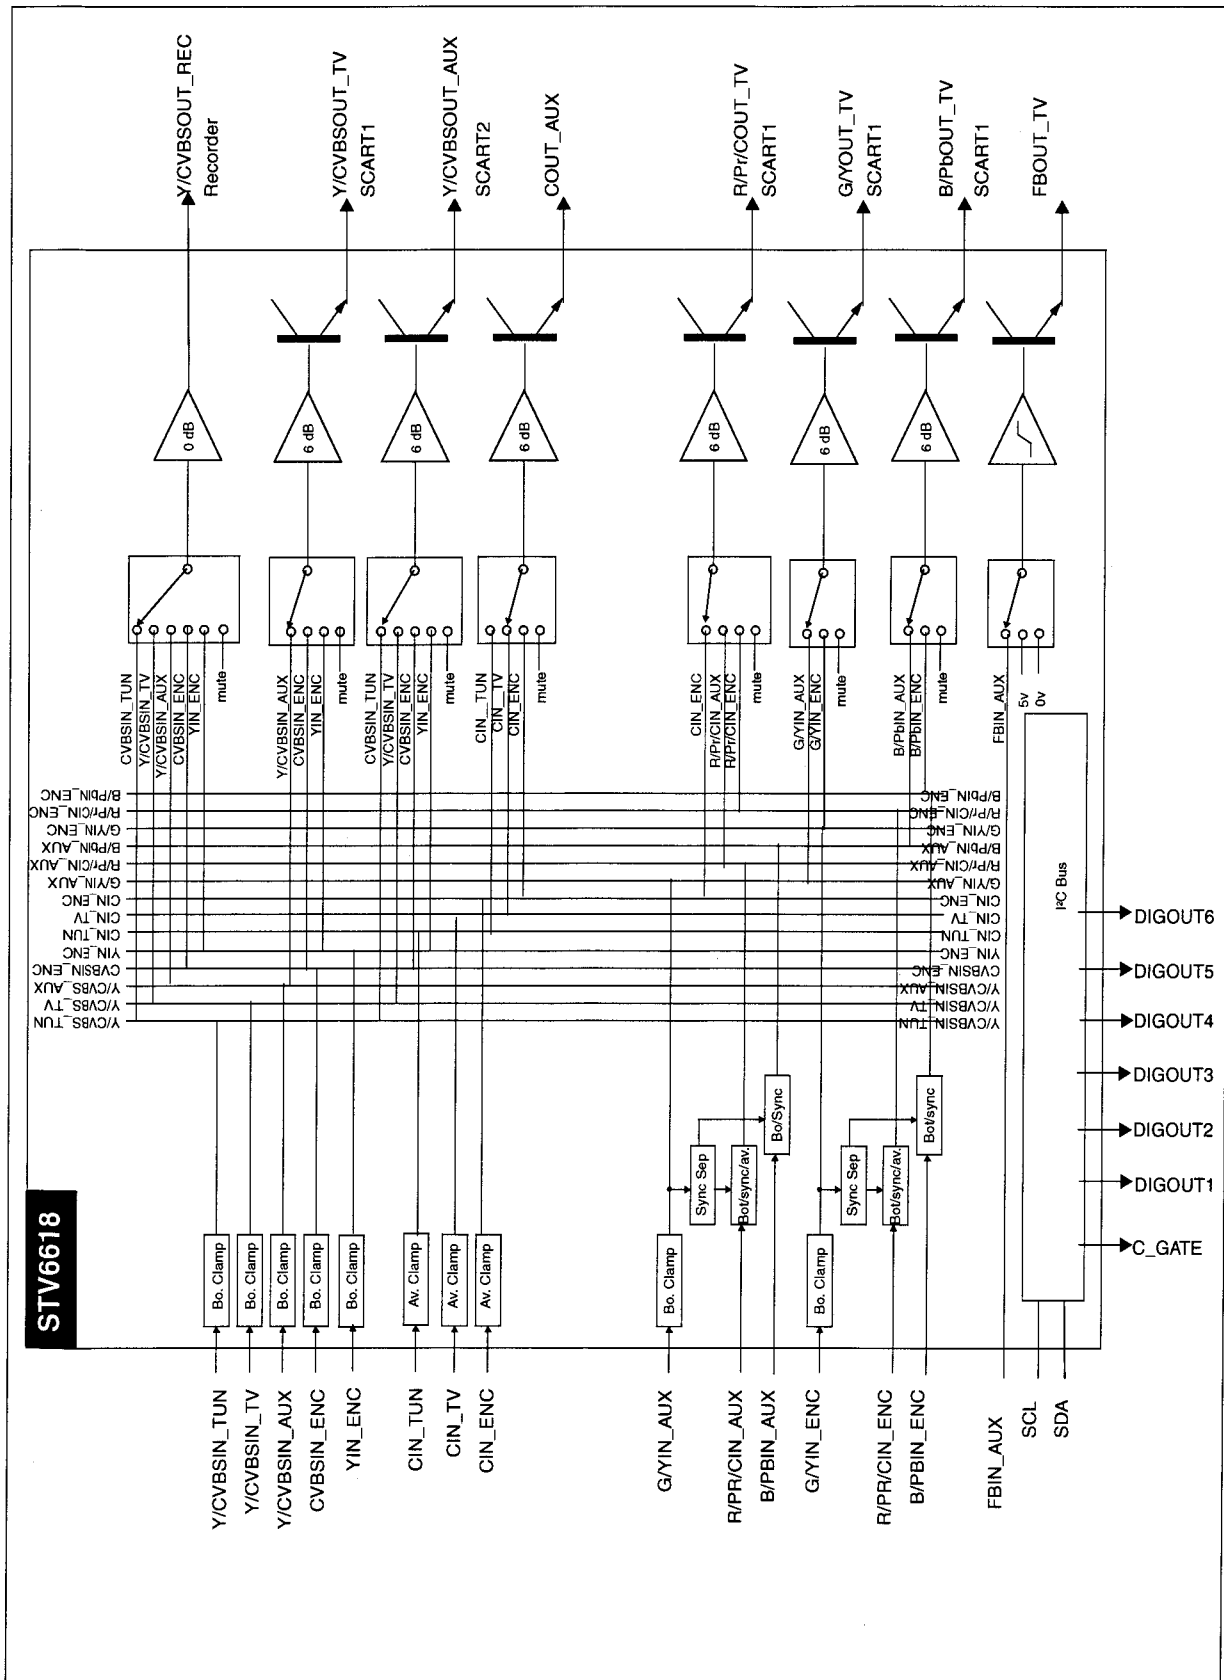 STV6618
Y/CVBSOUT_REC
Recorder
Y/CVBSOUT_TV
SCART1
Y/CVBSOUT_AUX
SCART2
COUT_AUX
R/Pr/COUT_TV
SCART1
G/YOUT_TV
SCART1
B/PbOUT_TV
SCART1
FBOUT_TV
0 dB
6 dB
6 dB
6 dB
6 dB
6 dB
6 dB
CVBSIN_TUN
Y/CVBSIN_TV
Y/CVBSIN_AUX
CVBSIN_ENC
YIN_ENC
mute
Y/CVBSIN_AUX
CVBSIN_ENC
YIN_ENC
mute
CVBSIN_TUN
Y/CVBSIN_TV
CVBSIN_ENC
YIN_ENC
mute
CIN_TUN
CIN_TV
CIN_ENC
mute
CIN_ENC
R/Pr/CIN_AUX
R/Pr/CIN_ENC
mute
G/YIN_AUX
G/YIN_ENC
mute
B/PbIN_AUX
B/PbIN_ENC
mute
FBIN_AUX
5v
0v
B/PbIN_ENC
R/Pr/CIN_ENC
G/YIN_ENC
B/PbIN_AUX
R/Pr/CIN_AUX
G/YIN_AUX
CIN_ENC
CIN_TV
CIN_TUN
YIN_ENC
CVBSIN_ENC
Y/CVBS_AUX
Y/CVBS_TV
Y/CVBS_TUN
B/PbIN_ENC
R/Pr/CIN_ENC
G/YIN_ENC
B/PbIN_AUX
R/Pr/CIN_AUX
G/YIN_AUX
CIN_ENC
CIN_TV
CIN_TUN
YIN_ENC
CVBSIN_ENC
Y/CVBSIN_AUX
Y/CVBSIN_TV
Y/CVBSIN_TUN
Bo. Clamp
Bo. Clamp
Bo. Clamp
Bo. Clamp
Bo. Clamp
Av. Clamp
Av. Clamp
Av. Clamp
Bo. Clamp
Sync Sep
Bot/sync/av.
Bo/Sync
Bo. Clamp
Sync Sep
Bot/sync/av.
Bot/sync
I²C Bus
Y/CVBSIN_TUN
Y/CVBSIN_TV
Y/CVBSIN_AUX
CVBSIN_ENC
YIN_ENC
CIN_TUN
CIN_TV
CIN_ENC
G/YIN_AUX
R/PR/CIN_AUX
B/PBIN_AUX
G/YIN_ENC
R/PR/CIN_ENC
B/PBIN_ENC
FBIN_AUX
SCL
SDA
DIGOUT6
DIGOUT5
DIGOUT4
DIGOUT3
DIGOUT2
DIGOUT1
C_GATE